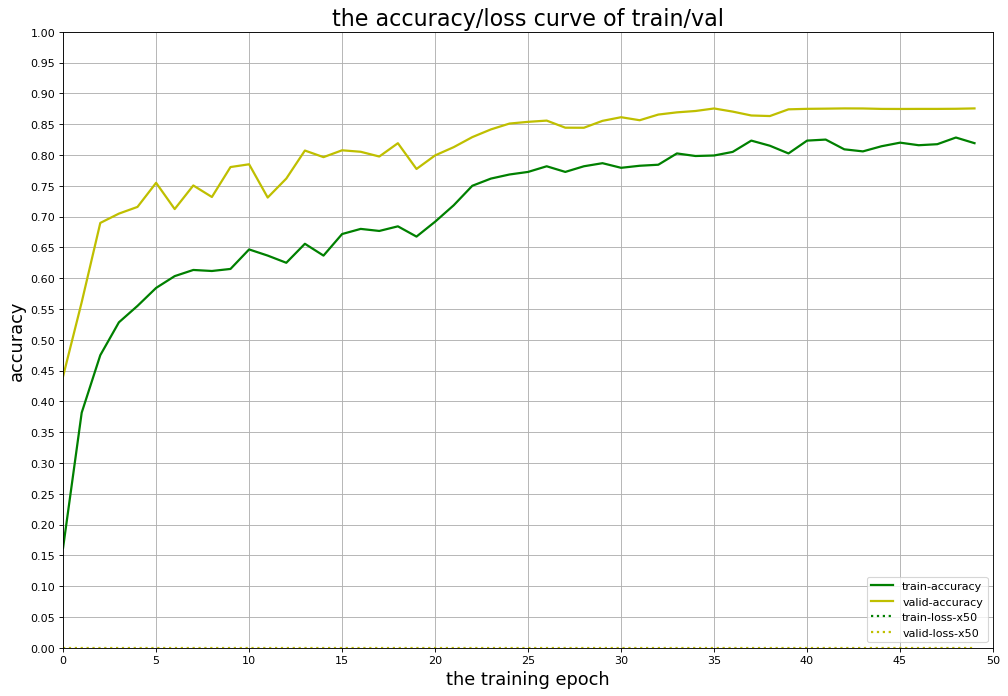 the accuracy/loss curve of train/val
1.00
0.95
0.90
0.85
0.80
0.75
0.70
0.65
0.60
0.55
0.50
0.45
0.40
0.35
0.30
0.25
0.20
0.15
0.10
0.05
0.00
accuracy
train-accuracy
valid-accuracy
train-loss-x50
valid-loss-x50
0 5 10 15 20 25 30 35 40 45 50
the training epoch